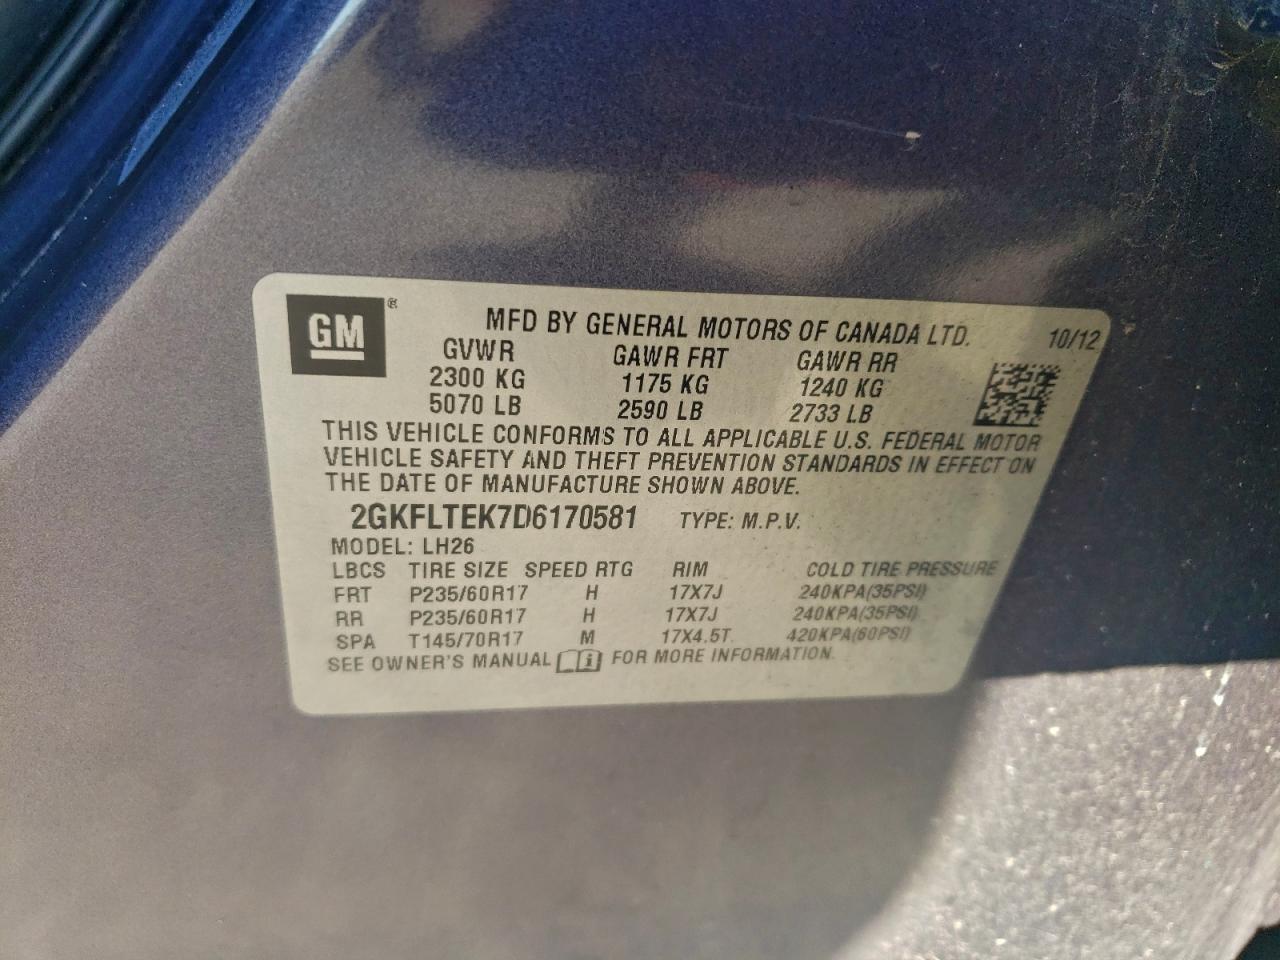 GM ®
MFD BY GENERAL MOTORS OF CANADA LTD. 10/12
GVWR GAWR FRT GAWR RR
2300 KG 1175 KG 1240 KG
5070 LB 2590 LB 2733 LB
THIS VEHICLE CONFORMS TO ALL APPLICABLE U.S. FEDERAL MOTOR
VEHICLE SAFETY AND THEFT PREVENTION STANDARDS IN EFFECT ON
THE DATE OF MANUFACTURE SHOWN ABOVE.
2GKFLTEK7D6170581 TYPE: M.P.V.
MODEL: LH26
LBCS TIRE SIZE SPEED RTG RIM COLD TIRE PRESSURE
FRT P235/60R17 H 17X7J 240KPA(35PSI)
RR P235/60R17 H 17X7J 240KPA(35PSI)
SPA T145/70R17 M 17X4.5T 420KPA(60PSI)
SEE OWNER'S MANUAL i FOR MORE INFORMATION.